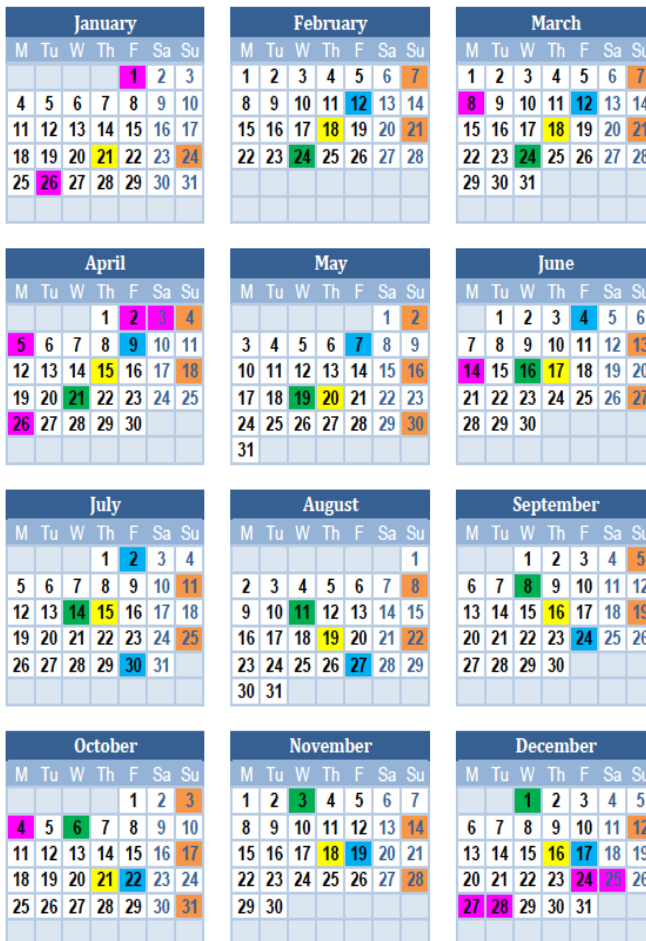 January February March
M Tu W Th F Sa Su M Tu W Th F Sa Su M Tu W Th F Sa Su
1 2 3 1 2 3 4 5 6 7 1 2 3 4 5 6 7
4 5 6 7 8 9 10 8 9 10 11 12 13 14 8 9 10 11 12 13 14
11 12 13 14 15 16 17 15 16 17 18 19 20 21 15 16 17 18 19 20 21
18 19 20 21 22 23 24 22 23 24 25 26 27 28 22 23 24 25 26 27 28
25 26 27 28 29 30 31 29 30 31
April May June
M Tu W Th F Sa Su M Tu W Th F Sa Su M Tu W Th F Sa Su
1 2 3 4 1 2 1 2 3 4 5 6
5 6 7 8 9 10 11 3 4 5 6 7 8 9 7 8 9 10 11 12 13
12 13 14 15 16 17 18 10 11 12 13 14 15 16 14 15 16 17 18 19 20
19 20 21 22 23 24 25 17 18 19 20 21 22 23 21 22 23 24 25 26 27
26 27 28 29 30 24 25 26 27 28 29 30 28 29 30
31
July August September
M Tu W Th F Sa Su M Tu W Th F Sa Su M Tu W Th F Sa Su
1 2 3 4 1 1 2 3 4 5
5 6 7 8 9 10 11 2 3 4 5 6 7 8 6 7 8 9 10 11 12
12 13 14 15 16 17 18 9 10 11 12 13 14 15 13 14 15 16 17 18 19
19 20 21 22 23 24 25 16 17 18 19 20 21 22 20 21 22 23 24 25 26
26 27 28 29 30 31 23 24 25 26 27 28 29 27 28 29 30
30 31
October November December
M Tu W Th F Sa Su M Tu W Th F Sa Su M Tu W Th F Sa Su
1 2 3 1 2 3 4 5 6 7 1 2 3 4 5
4 5 6 7 8 9 10 8 9 10 11 12 13 14 6 7 8 9 10 11 12
11 12 13 14 15 16 17 15 16 17 18 19 20 21 13 14 15 16 17 18 19
18 19 20 21 22 23 24 22 23 24 25 26 27 28 20 21 22 23 24 25 26
25 26 27 28 29 30 31 29 30 27 28 29 30 31